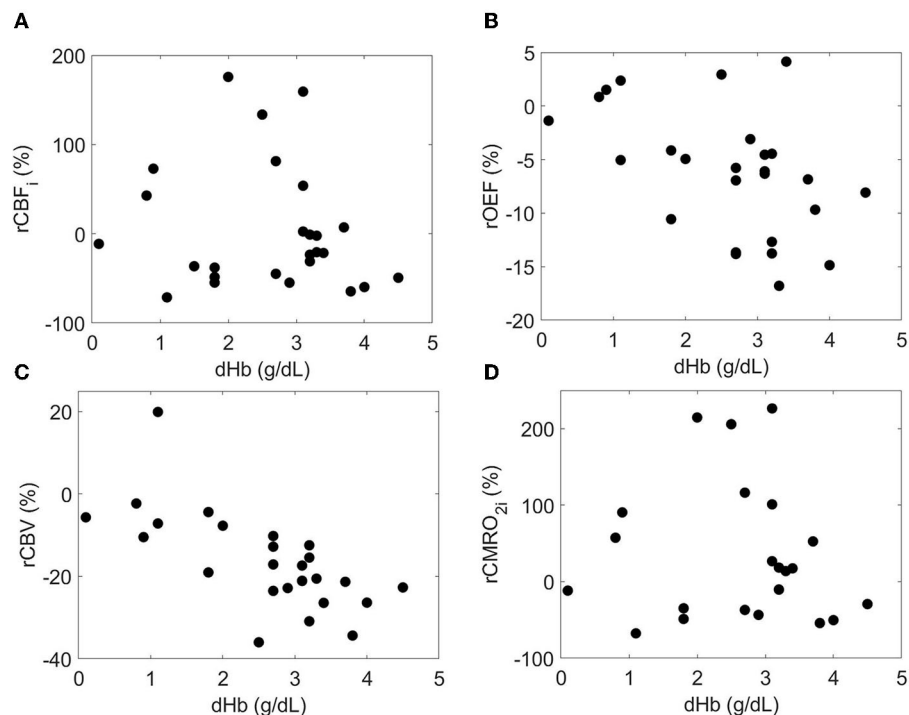 A
200
100
0
-100
rCBFi (%)
0 1 2 3 4 5
dHb (g/dL)
B
5
0
-5
-10
-15
-20
rOEF (%)
0 1 2 3 4 5
dHb (g/dL)
C
20
0
-20
-40
rCBV (%)
0 1 2 3 4 5
dHb (g/dL)
D
200
100
0
-100
rCMRO2i (%)
0 1 2 3 4 5
dHb (g/dL)